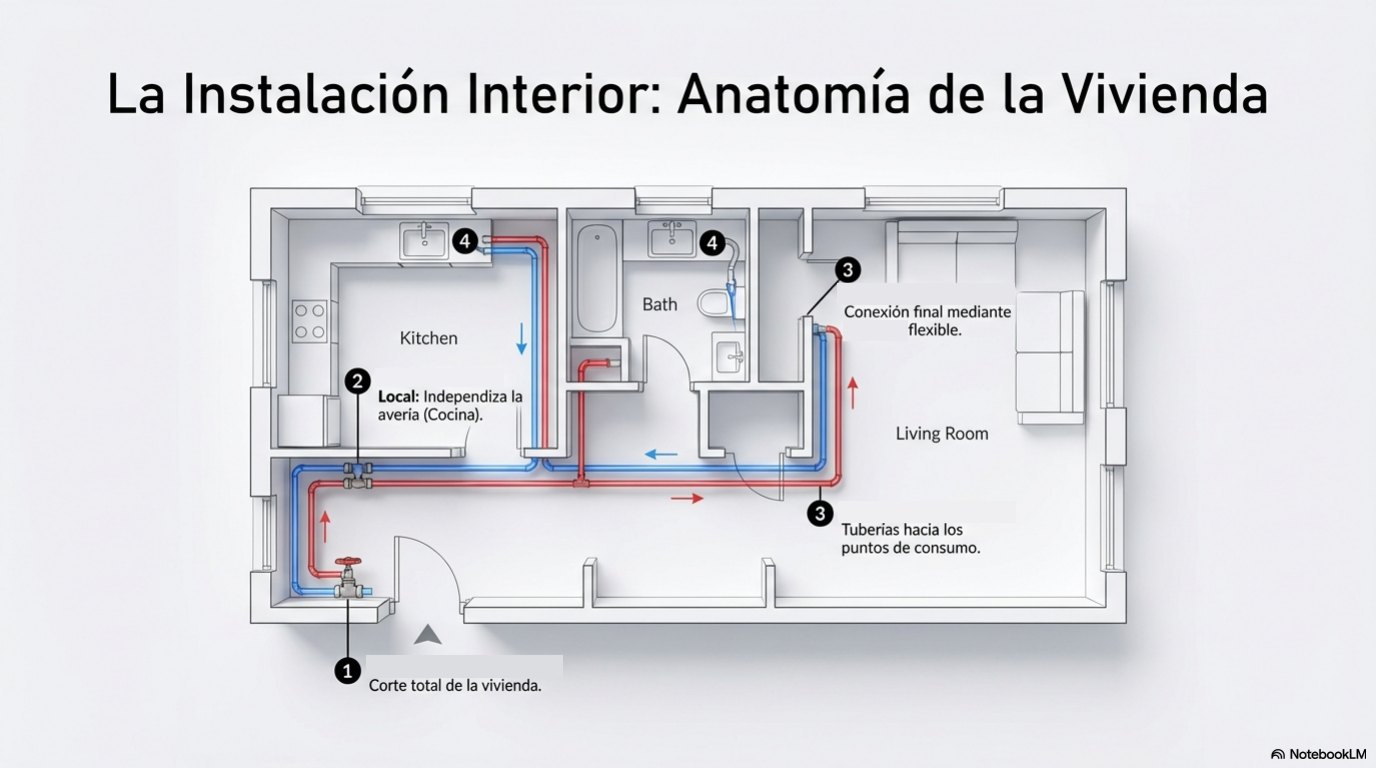 La Instalación Interior: Anatomía de la Vivienda
4
4
3
Conexión final mediante
flexible.
Bath
Kitchen
2
Local: Independiza la
avería (Cocina).
Living Room
3
Tuberías hacia los
puntos de consumo.
1
Corte total de la vivienda.
NotebookLM